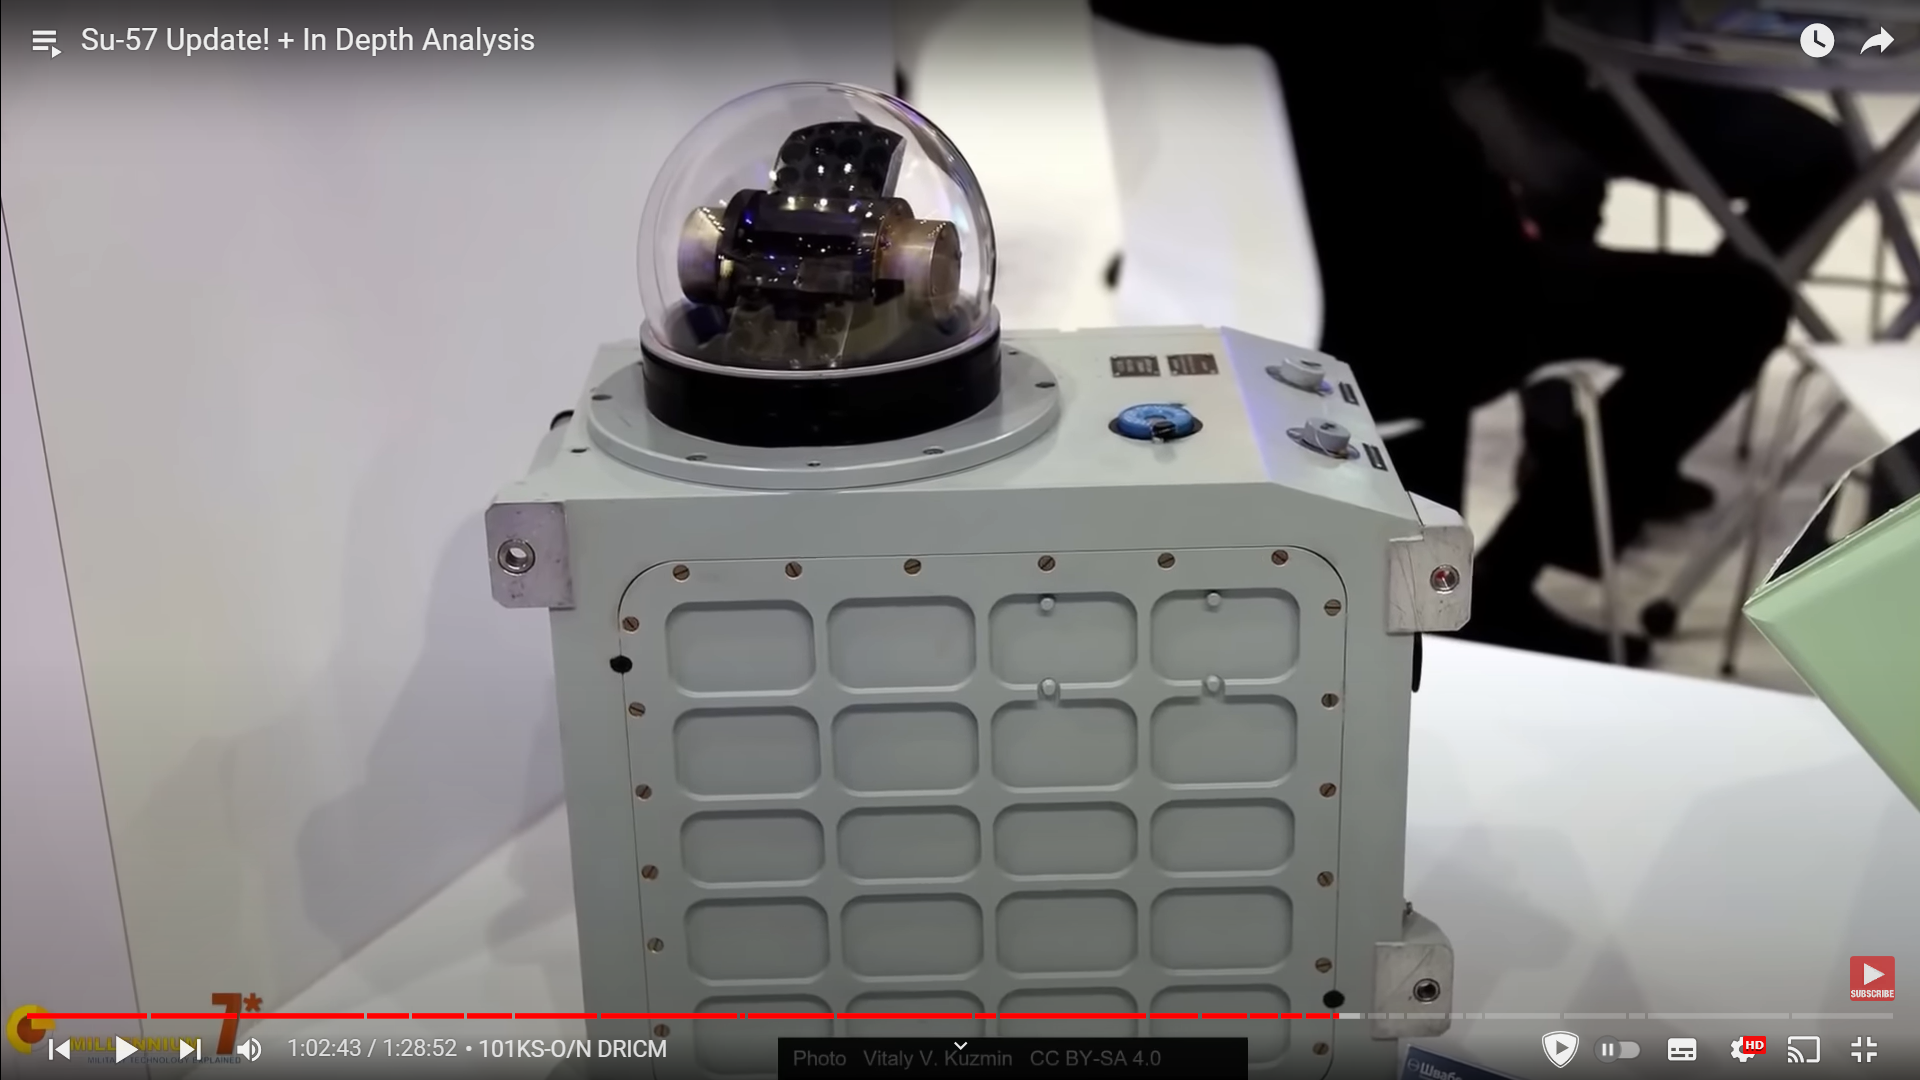 Su-57 Update! + In Depth Analysis
SUBSCRIBE
7*
MILLENNIUM
MILITARY TECHNOLOGY EXPLAINED
1:02:43 / 1:28:52 • 101KS-O/N DRICM
HD
Photo Vitaly V. Kuzmin CC BY-SA 4.0